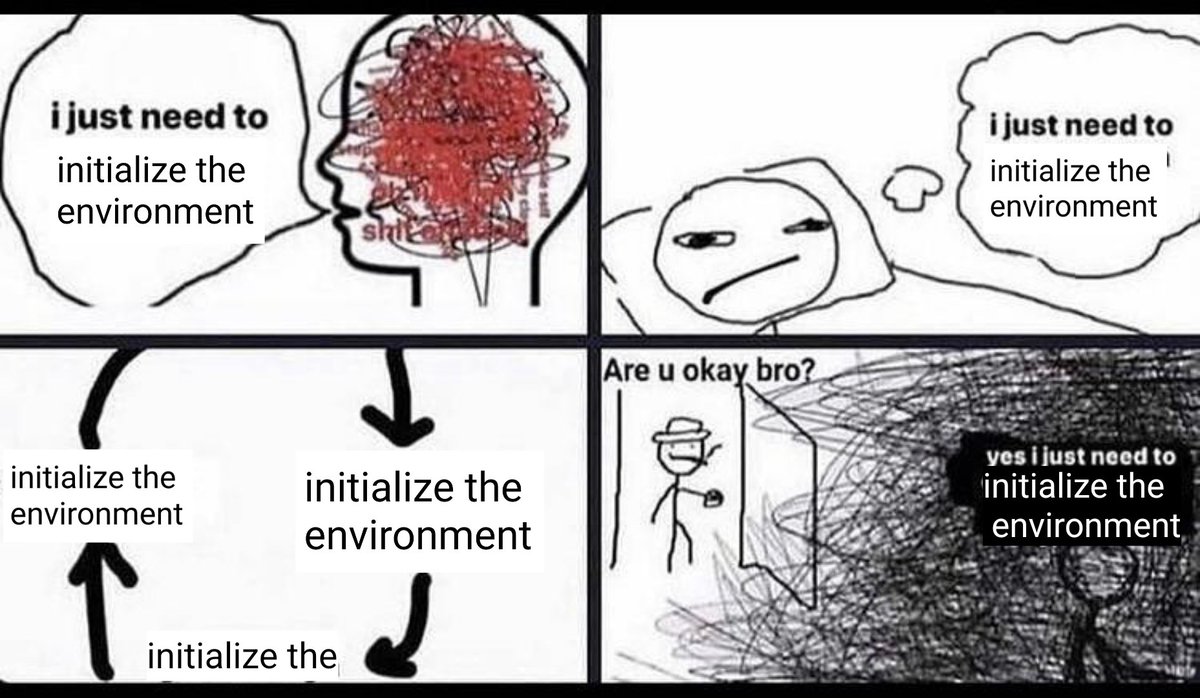 i just need to
initialize the
environment
i just need to
initialize the
environment
initialize the
environment
initialize the
environment
initialize the
Are u okay bro?
yes i just need to
initialize the
environment